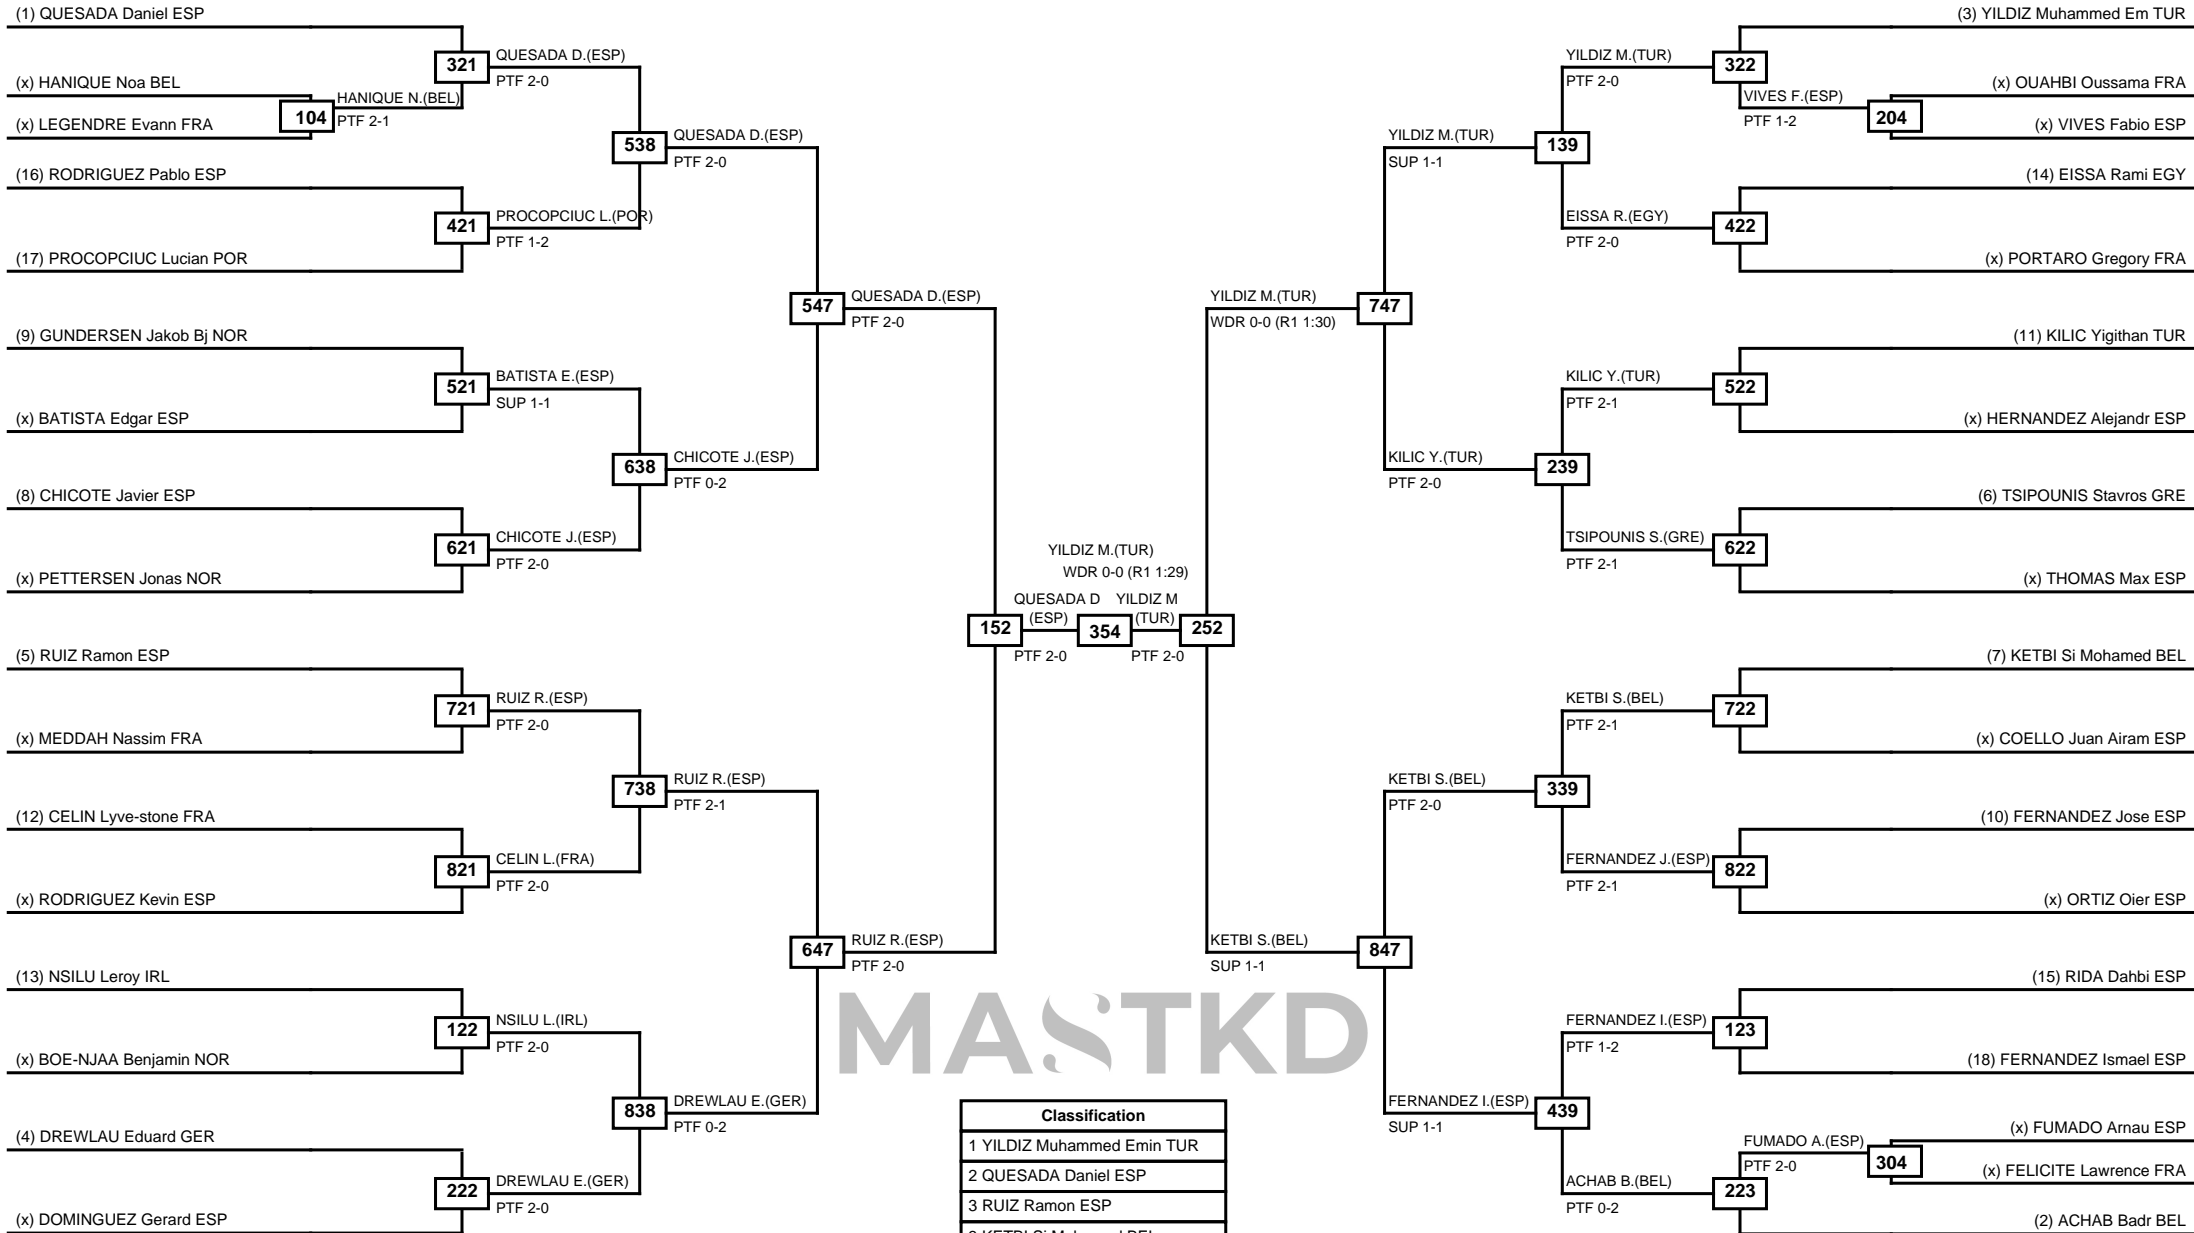 (1) QUESADA Daniel ESP
(x) HANIQUE Noa BEL
(x) LEGENDRE Evann FRA
(16) RODRIGUEZ Pablo ESP
(17) PROCOPCIUC Lucian POR
(9) GUNDERSEN Jakob Bj NOR
(x) BATISTA Edgar ESP
(8) CHICOTE Javier ESP
(x) PETTERSEN Jonas NOR
(5) RUIZ Ramon ESP
(x) MEDDAH Nassim FRA
(12) CELIN Lyve-stone FRA
(x) RODRIGUEZ Kevin ESP
(13) NSILU Leroy IRL
(x) BOE-NJAA Benjamin NOR
(4) DREWLAU Eduard GER
(x) DOMINGUEZ Gerard ESP
104
HANIQUE N.(BEL)
PTF 2-1
321
QUESADA D.(ESP)
PTF 2-0
421
PROCOPCIUC L.(POR)
PTF 1-2
521
BATISTA E.(ESP)
SUP 1-1
621
CHICOTE J.(ESP)
PTF 2-0
721
RUIZ R.(ESP)
PTF 2-0
821
CELIN L.(FRA)
PTF 2-0
122
NSILU L.(IRL)
PTF 2-0
222
DREWLAU E.(GER)
PTF 2-0
538
QUESADA D.(ESP)
PTF 2-0
638
CHICOTE J.(ESP)
PTF 0-2
738
RUIZ R.(ESP)
PTF 2-1
838
DREWLAU E.(GER)
PTF 0-2
547
QUESADA D.(ESP)
PTF 2-0
647
RUIZ R.(ESP)
PTF 2-0
152
QUESADA D
(ESP)
PTF 2-0
YILDIZ M.(TUR)
WDR 0-0 (R1 1:29)
354
YILDIZ M
(TUR)
PTF 2-0
252
YILDIZ M.(TUR)
WDR 0-0 (R1 1:30)
747
KETBI S.(BEL)
SUP 1-1
847
YILDIZ M.(TUR)
SUP 1-1
139
KILIC Y.(TUR)
PTF 2-0
239
KETBI S.(BEL)
PTF 2-0
339
FERNANDEZ I.(ESP)
SUP 1-1
439
YILDIZ M.(TUR)
PTF 2-0
322
EISSA R.(EGY)
PTF 2-0
422
KILIC Y.(TUR)
PTF 2-1
522
TSIPOUNIS S.(GRE)
PTF 2-1
622
KETBI S.(BEL)
PTF 2-1
722
FERNANDEZ J.(ESP)
PTF 2-1
822
FERNANDEZ I.(ESP)
PTF 1-2
123
ACHAB B.(BEL)
PTF 0-2
223
VIVES F.(ESP)
PTF 1-2
204
FUMADO A.(ESP)
PTF 2-0
304
(3) YILDIZ Muhammed Em TUR
(x) OUAHBI Oussama FRA
(x) VIVES Fabio ESP
(14) EISSA Rami EGY
(x) PORTARO Gregory FRA
(11) KILIC Yigithan TUR
(x) HERNANDEZ Alejandr ESP
(6) TSIPOUNIS Stavros GRE
(x) THOMAS Max ESP
(7) KETBI Si Mohamed BEL
(x) COELLO Juan Airam ESP
(10) FERNANDEZ Jose ESP
(x) ORTIZ Oier ESP
(15) RIDA Dahbi ESP
(18) FERNANDEZ Ismael ESP
(x) FUMADO Arnau ESP
(x) FELICITE Lawrence FRA
(2) ACHAB Badr BEL
MASTKD
Classification
1 YILDIZ Muhammed Emin TUR
2 QUESADA Daniel ESP
3 RUIZ Ramon ESP